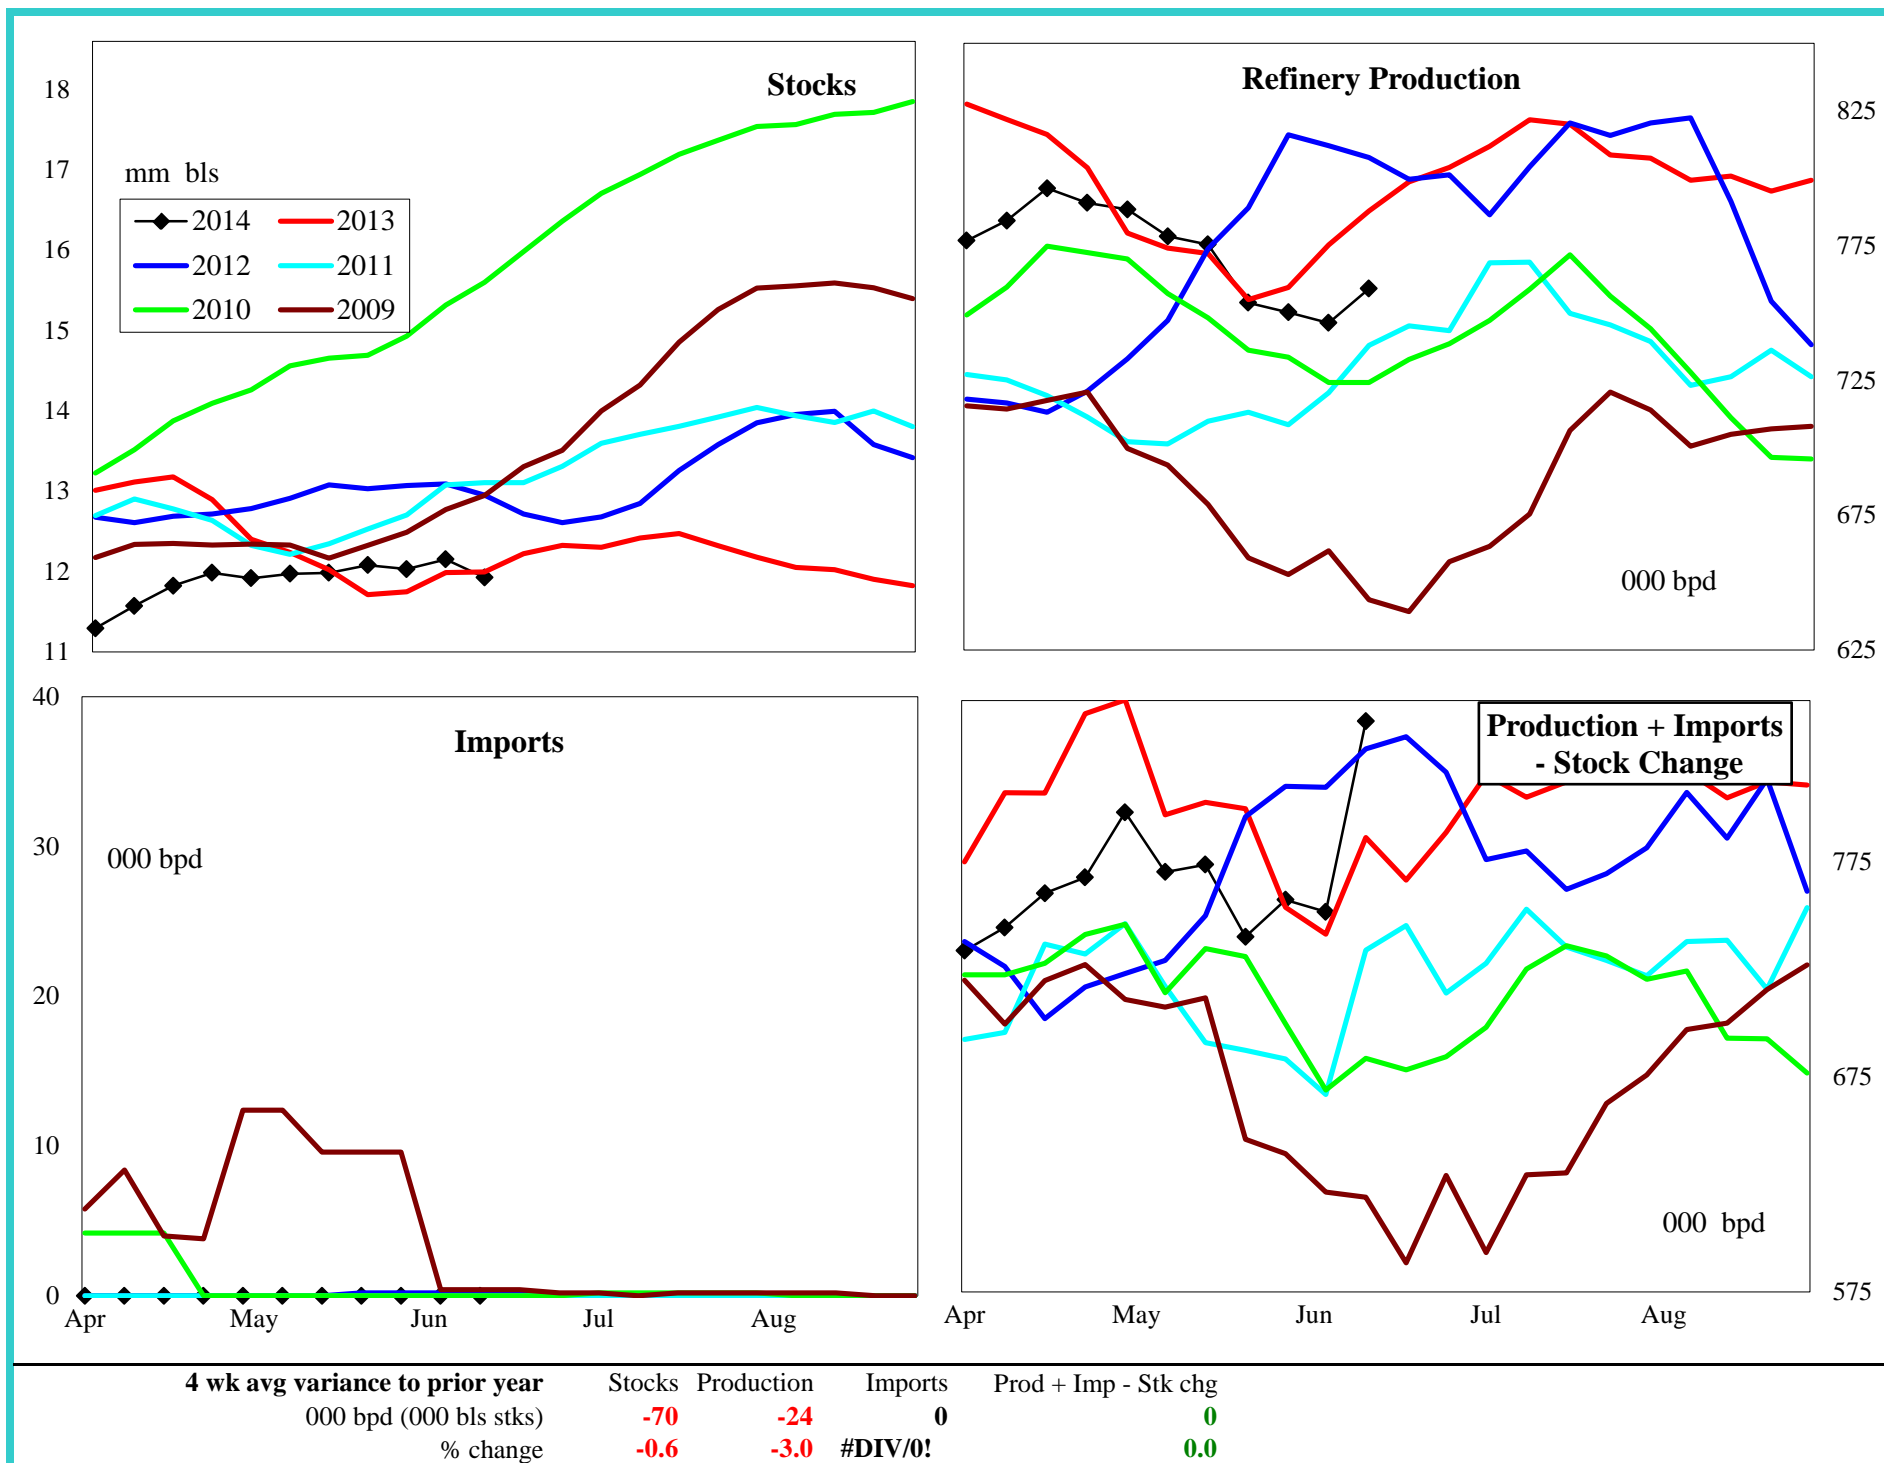 Stocks
18
17
16
15
14
13
12
11
mm bls
2014 2013
2012 2011
2010 2009
Refinery Production
825
775
725
675
625
000 bpd
Imports
40
30
20
10
0
000 bpd
Apr May Jun Jul Aug
Production + Imports
- Stock Change
775
675
575
000 bpd
Apr May Jun Jul Aug
4 wk avg variance to prior year Stocks Production Imports Prod + Imp - Stk chg
000 bpd (000 bls stks) -70 -24 0 0
% change -0.6 -3.0 #DIV/0! 0.0